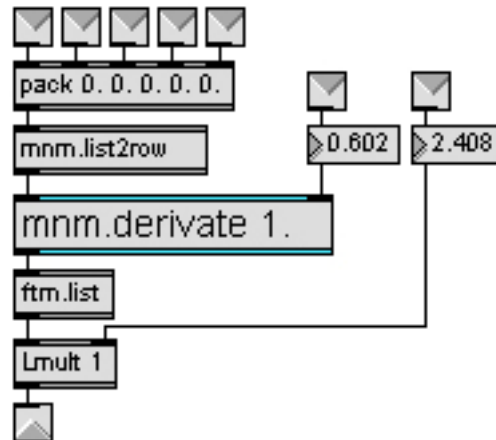 pack 0. 0. 0. 0. 0.
mnm.list2row
0.602
2.408
mnm.derivate 1.
ftm.list
Lmult 1